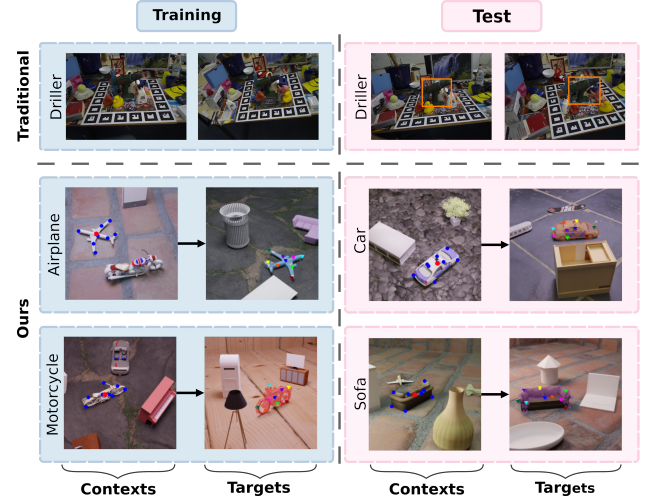 Training
Test
Traditional
Driller
Driller
Ours
Airplane
Car
Motorcycle
Sofa
Contexts
Targets
Contexts
Targets